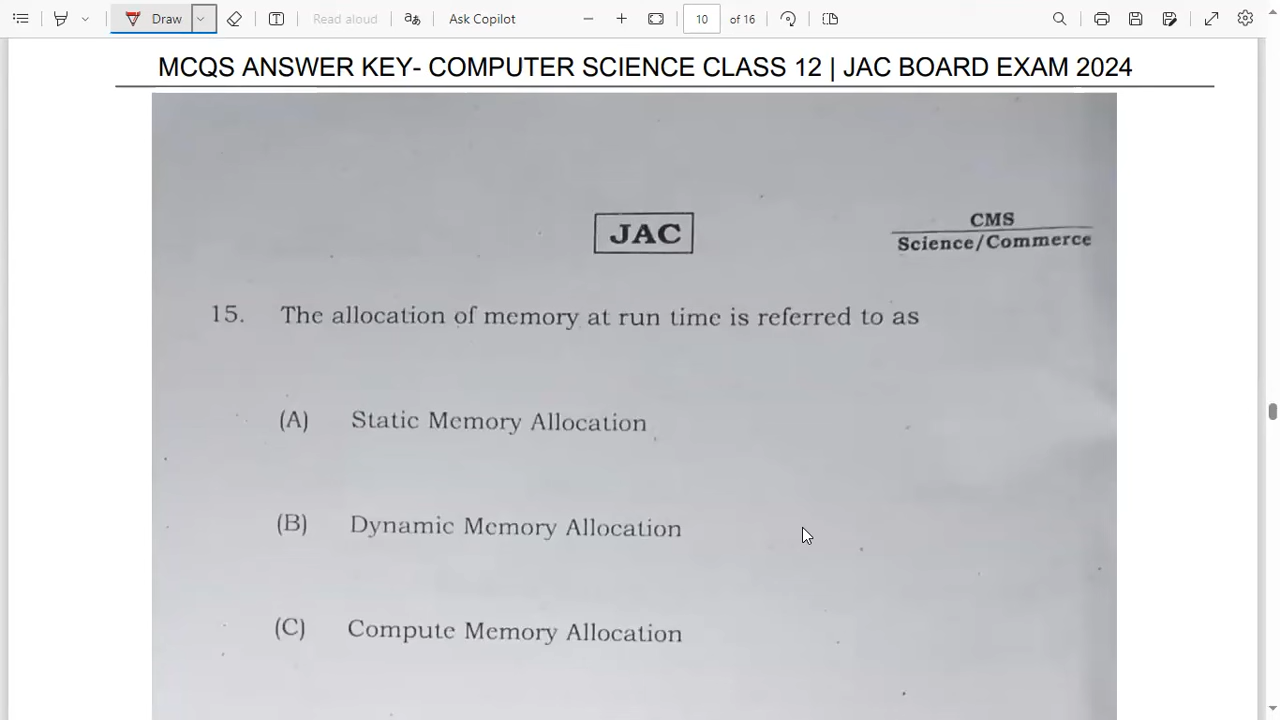 Draw
Read aloud
aあ
Ask Copilot
10 of 16
MCQS ANSWER KEY- COMPUTER SCIENCE CLASS 12 | JAC BOARD EXAM 2024
JAC
CMS
Science/Commerce
15. The allocation of memory at run time is referred to as
(A) Static Memory Allocation
(B) Dynamic Memory Allocation
(C) Compute Memory Allocation